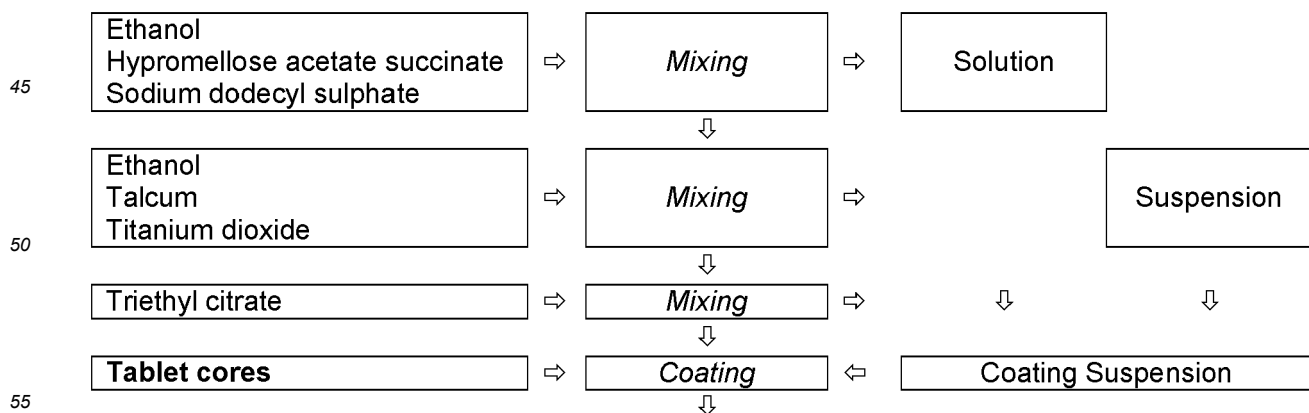 Ethanol
Hypromellose acetate succinate
Sodium dodecyl sulphate
⇨
Mixing
⇨
Solution
45
⇩
Ethanol
Talcum
Titanium dioxide
⇨
Mixing
⇨
Suspension
50
⇩
Triethyl citrate
⇨
Mixing
⇨
⇩
⇩
⇩
Tablet cores
⇨
Coating
⇦
Coating Suspension
55
⇩